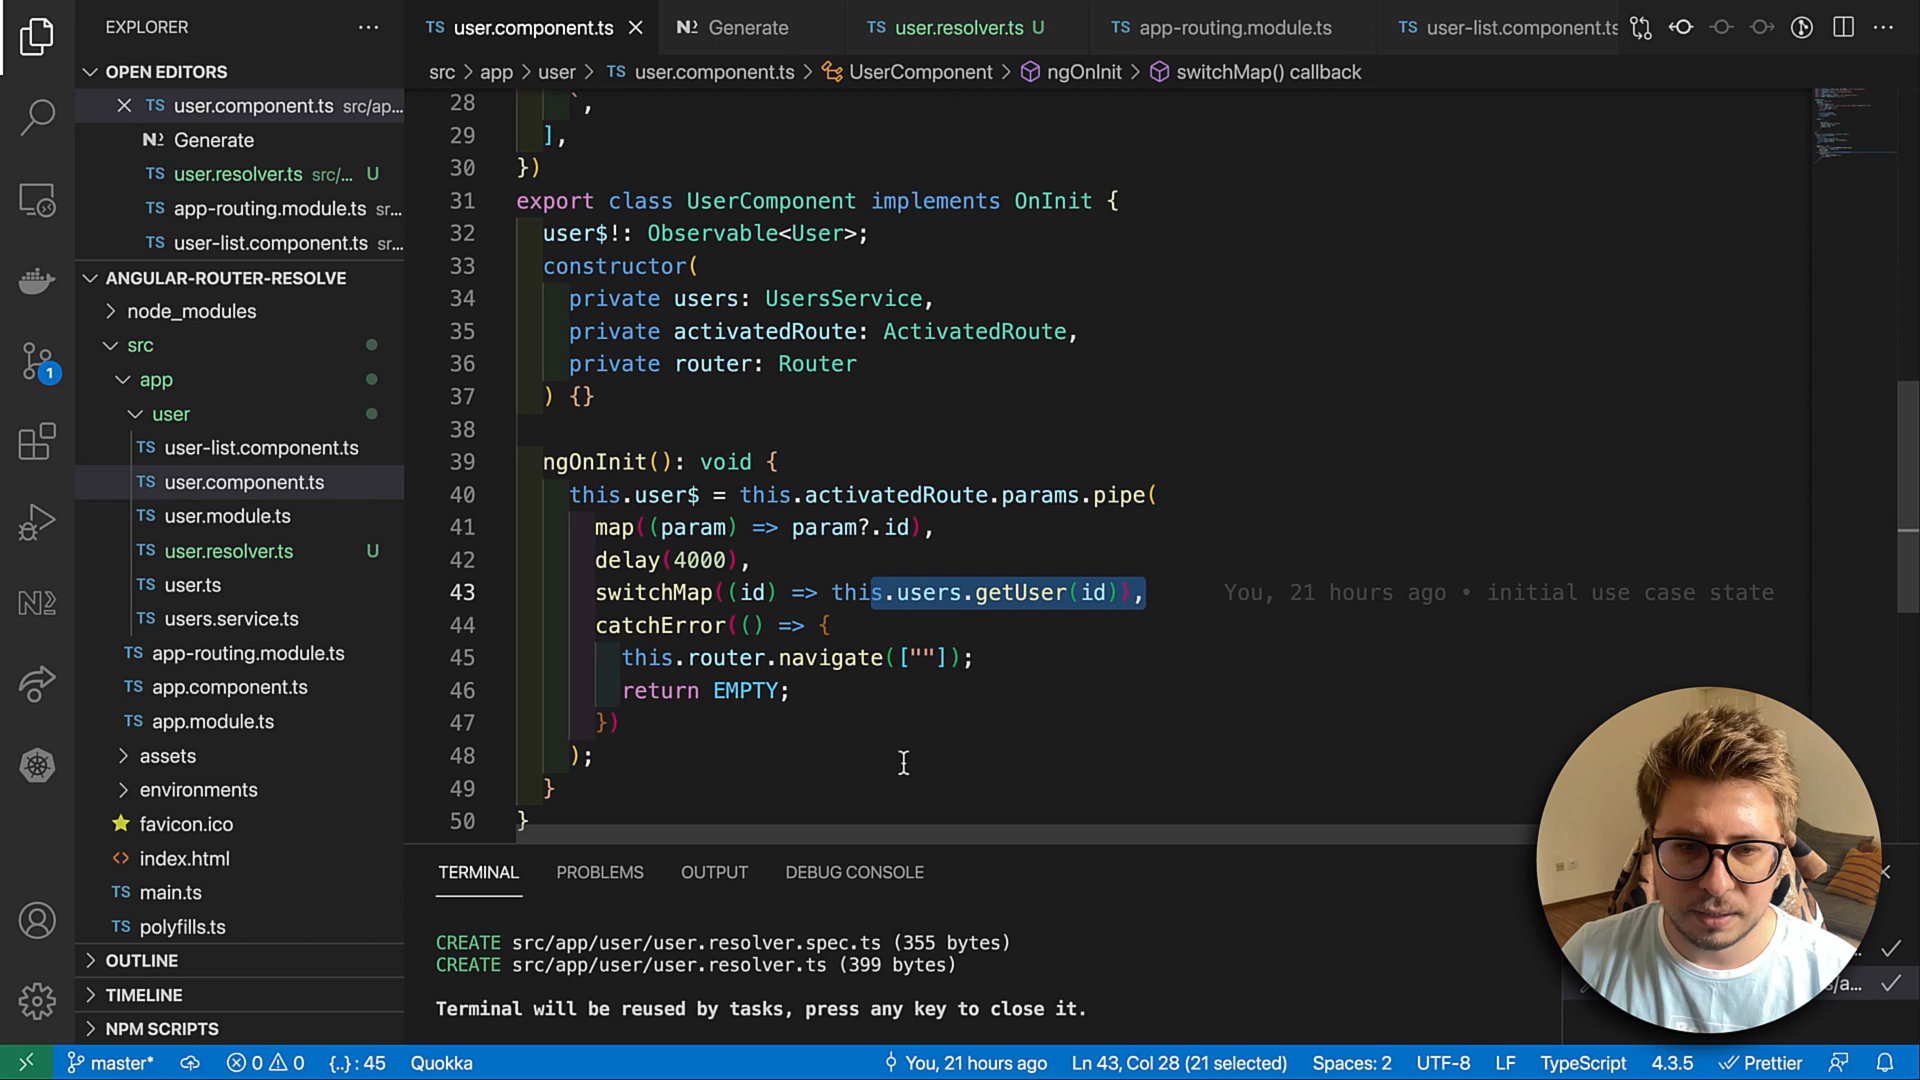 EXPLORER
OPEN EDITORS
TS user.component.ts src/ap...
Generate
TS user.resolver.ts src/... U
TS app-routing.module.ts sr...
TS user-list.component.ts sr...
ANGULAR-ROUTER-RESOLVE
node_modules
src
app
user
TS user-list.component.ts
TS user.component.ts
TS user.module.ts
TS user.resolver.ts U
TS user.ts
TS users.service.ts
TS app-routing.module.ts
TS app.component.ts
TS app.module.ts
assets
environments
favicon.ico
index.html
TS main.ts
TS polyfills.ts
OUTLINE
TIMELINE
NPM SCRIPTS
1
TS user.component.ts
Generate
TS user.resolver.ts U
TS app-routing.module.ts
TS user-list.component.ts
src > app > user > TS user.component.ts > UserComponent > ngOnInit > switchMap() callback
28 `,
29 ],
30 })
31 export class UserComponent implements OnInit {
32 user$!: Observable<User>;
33 constructor(
34 private users: UsersService,
35 private activatedRoute: ActivatedRoute,
36 private router: Router
37 ) {}
38
39 ngOnInit(): void {
40 this.user$ = this.activatedRoute.params.pipe(
41 map((param) => param?.id),
42 delay(4000),
43 switchMap((id) => this.users.getUser(id)), You, 21 hours ago • initial use case state
44 catchError(() => {
45 this.router.navigate([""]);
46 return EMPTY;
47 })
48 );
49 }
50 }
TERMINAL PROBLEMS OUTPUT DEBUG CONSOLE
CREATE src/app/user/user.resolver.spec.ts (355 bytes)
CREATE src/app/user/user.resolver.ts (399 bytes)
Terminal will be reused by tasks, press any key to close it.
/a...
master* 0 0 {..}: 45 Quokka You, 21 hours ago Ln 43, Col 28 (21 selected) Spaces: 2 UTF-8 LF TypeScript 4.3.5 Prettier